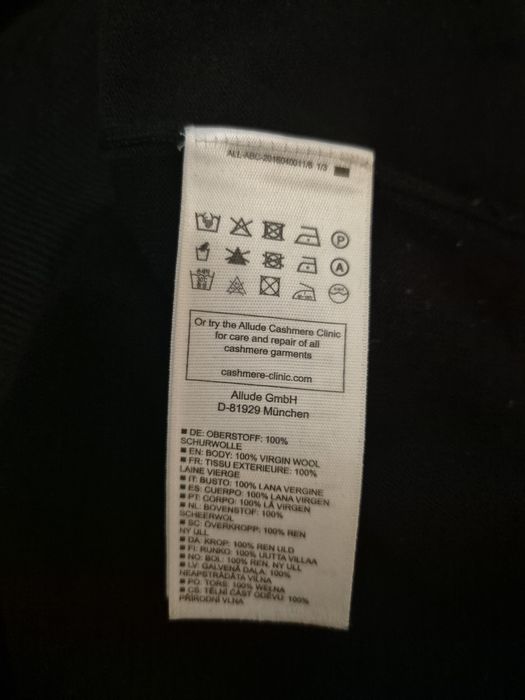 ALL-ABC-2016040011/6 1/3
P
A
Or try the Allude Cashmere Clinic
for care and repair of all
cashmere garments
cashmere-clinic.com
Allude GmbH
D-81929 München
DE: OBERSTOFF: 100%
SCHURWOLLE
EN: BODY: 100% VIRGIN WOOL
FR: TISSU EXTERIEURE: 100%
LAINE VIERGE
IT: BUSTO: 100% LANA VERGINE
ES: CUERPO: 100% LANA VIRGEN
PT: CORPO: 100% LÃ VIRGEN
NL: BOVENSTOF: 100%
SCHEERWOL
SC: ÖVERKROPP: 100% REN
NY ULL
DA: KROP: 100% REN ULD
FI: RUNKO: 100% UUTTA VILLAA
NO: BOL: 100% REN, NY ULL
LV: GALVENĀ DAĻA: 100%
NEAPSTRĀDĀTA VILNA
PO: TORS: 100% WEŁNA
CS: TĚLNÍ ČÁST ODĚVU: 100%
PŘÍRODNÍ VLNA